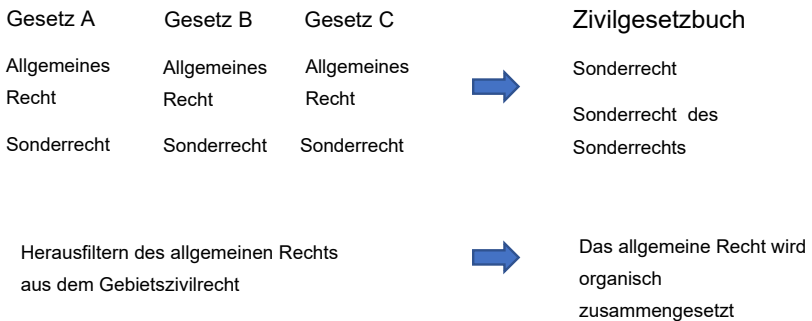 Gesetz A Gesetz B Gesetz C Zivilgesetzbuch
Allgemeines Allgemeines Allgemeines Sonderrecht
Recht Recht Recht
Sonderrecht des
Sonderrecht Sonderrecht Sonderrecht Sonderrechts
Herausfiltern des allgemeinen Rechts
aus dem Gebietszivilrecht
Das allgemeine Recht wird
organisch
zusammengesetzt